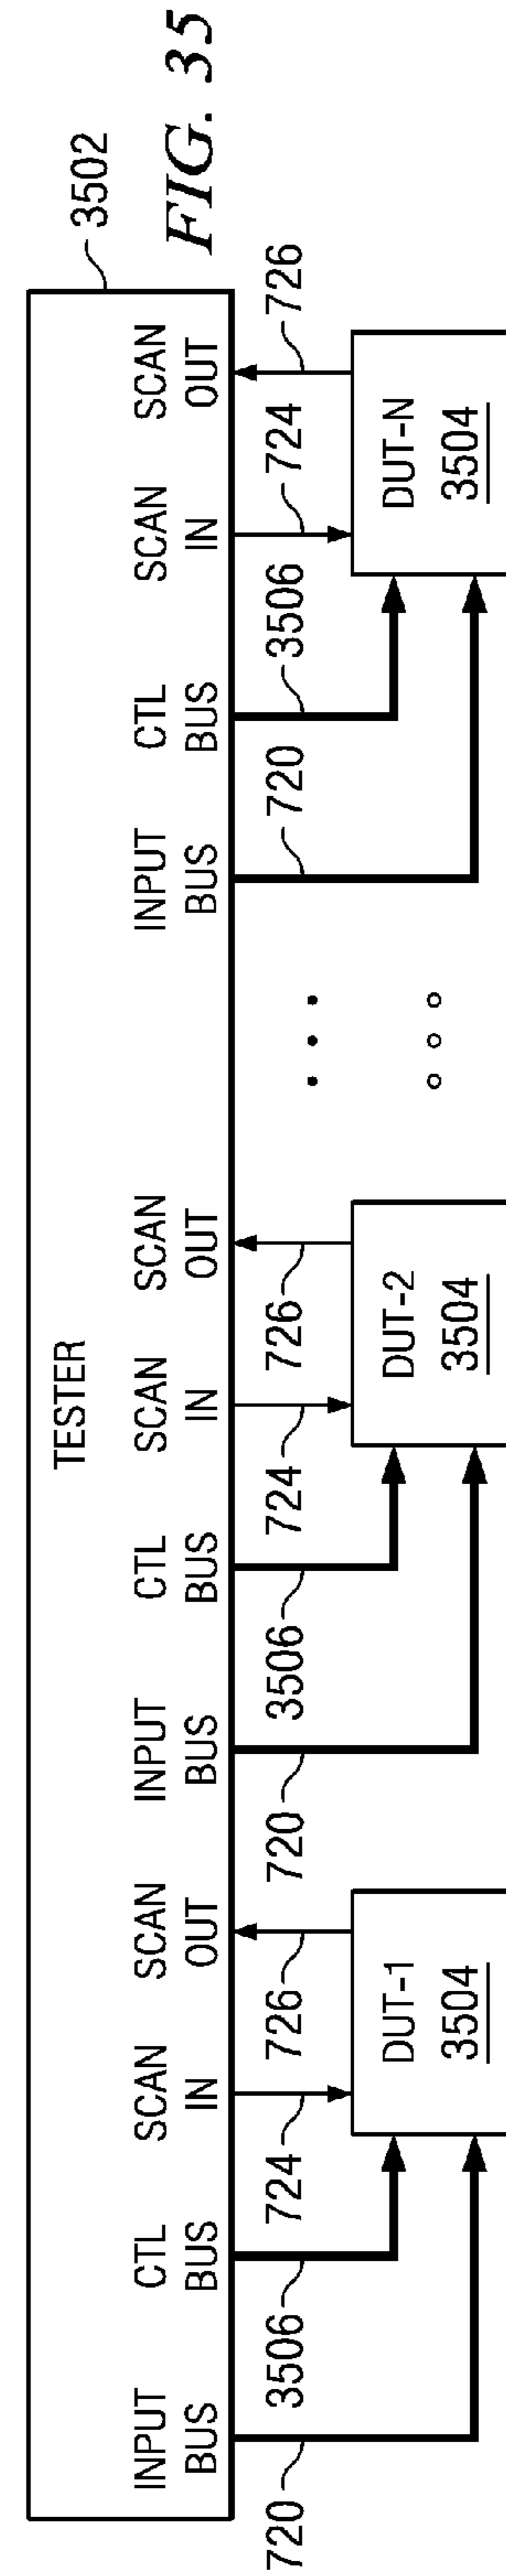 FIG. 35
3502
TESTER
INPUT BUS
CTL BUS
SCAN IN
SCAN OUT
INPUT BUS
CTL BUS
SCAN IN
SCAN OUT
INPUT BUS
CTL BUS
SCAN IN
SCAN OUT
720
3506
724
726
720
3506
724
726
720
3506
724
726
DUT-1
3504
DUT-2
3504
DUT-N
3504